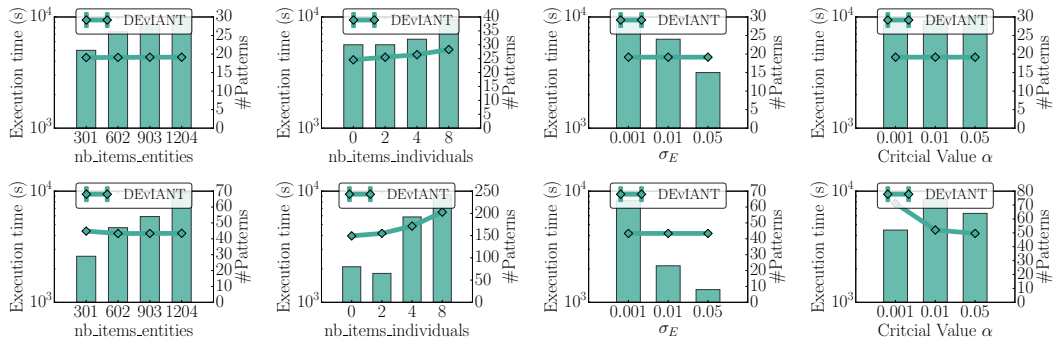 DEvIANT
Execution time (s)
10^4
10^3
30
25
20
15
10
5
0
#Patterns
301 602 903 1204
nb_items_entities
DEvIANT
Execution time (s)
10^4
10^3
40
35
30
25
20
15
10
5
0
#Patterns
0 2 4 8
nb_items_individuals
DEvIANT
Execution time (s)
10^4
10^3
30
25
20
15
10
5
0
#Patterns
0.001 0.01 0.05
σ_E
DEvIANT
Execution time (s)
10^4
10^3
30
25
20
15
10
5
0
#Patterns
0.001 0.01 0.05
Critcial Value α
DEvIANT
Execution time (s)
10^4
10^3
70
60
50
40
30
20
10
0
#Patterns
301 602 903 1204
nb_items_entities
DEvIANT
Execution time (s)
10^4
10^3
250
200
150
100
50
0
#Patterns
0 2 4 8
nb_items_individuals
DEvIANT
Execution time (s)
10^4
10^3
70
60
50
40
30
20
10
0
#Patterns
0.001 0.01 0.05
σ_E
DEvIANT
Execution time (s)
10^4
10^3
80
70
60
50
40
30
20
10
0
#Patterns
0.001 0.01 0.05
Critcial Value α